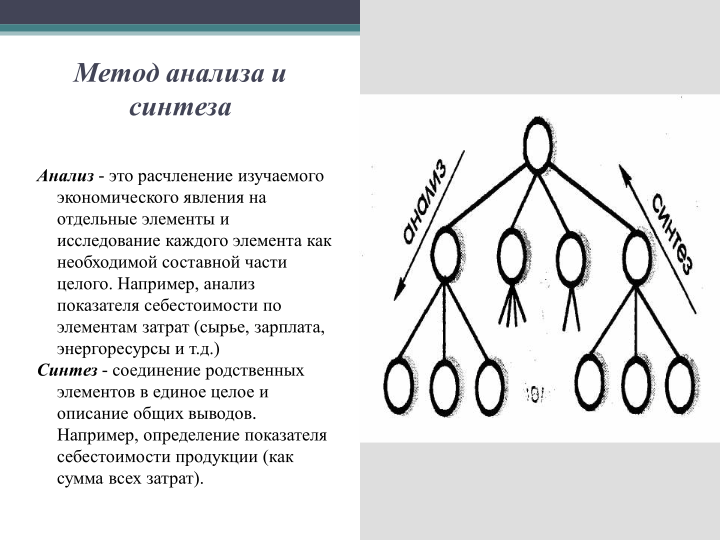 Метод анализа и
синтеза
Анализ - это расчленение изучаемого
экономического явления на
отдельные элементы и
исследование каждого элемента как
необходимой составной части
целого. Например, анализ
показателя себестоимости по
элементам затрат (сырье, зарплата,
энергоресурсы и т.д.)
Синтез - соединение родственных
элементов в единое целое и
описание общих выводов.
Например, определение показателя
себестоимости продукции (как
сумма всех затрат).
анализ
синтез